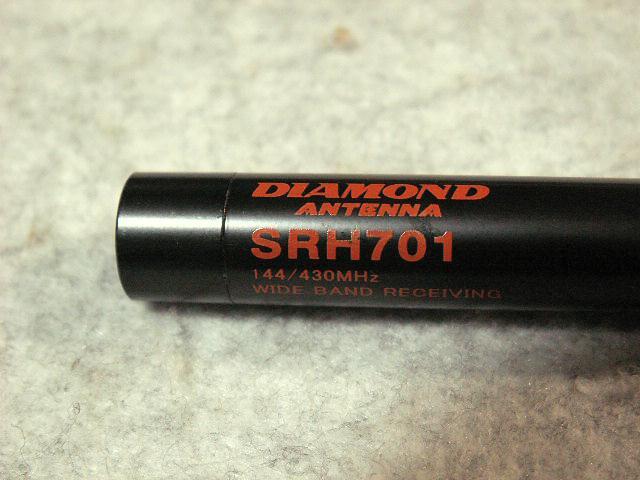 DIAMOND
ANTENNA
SRH701
144/430MHz
WIDE BAND RECEIVING